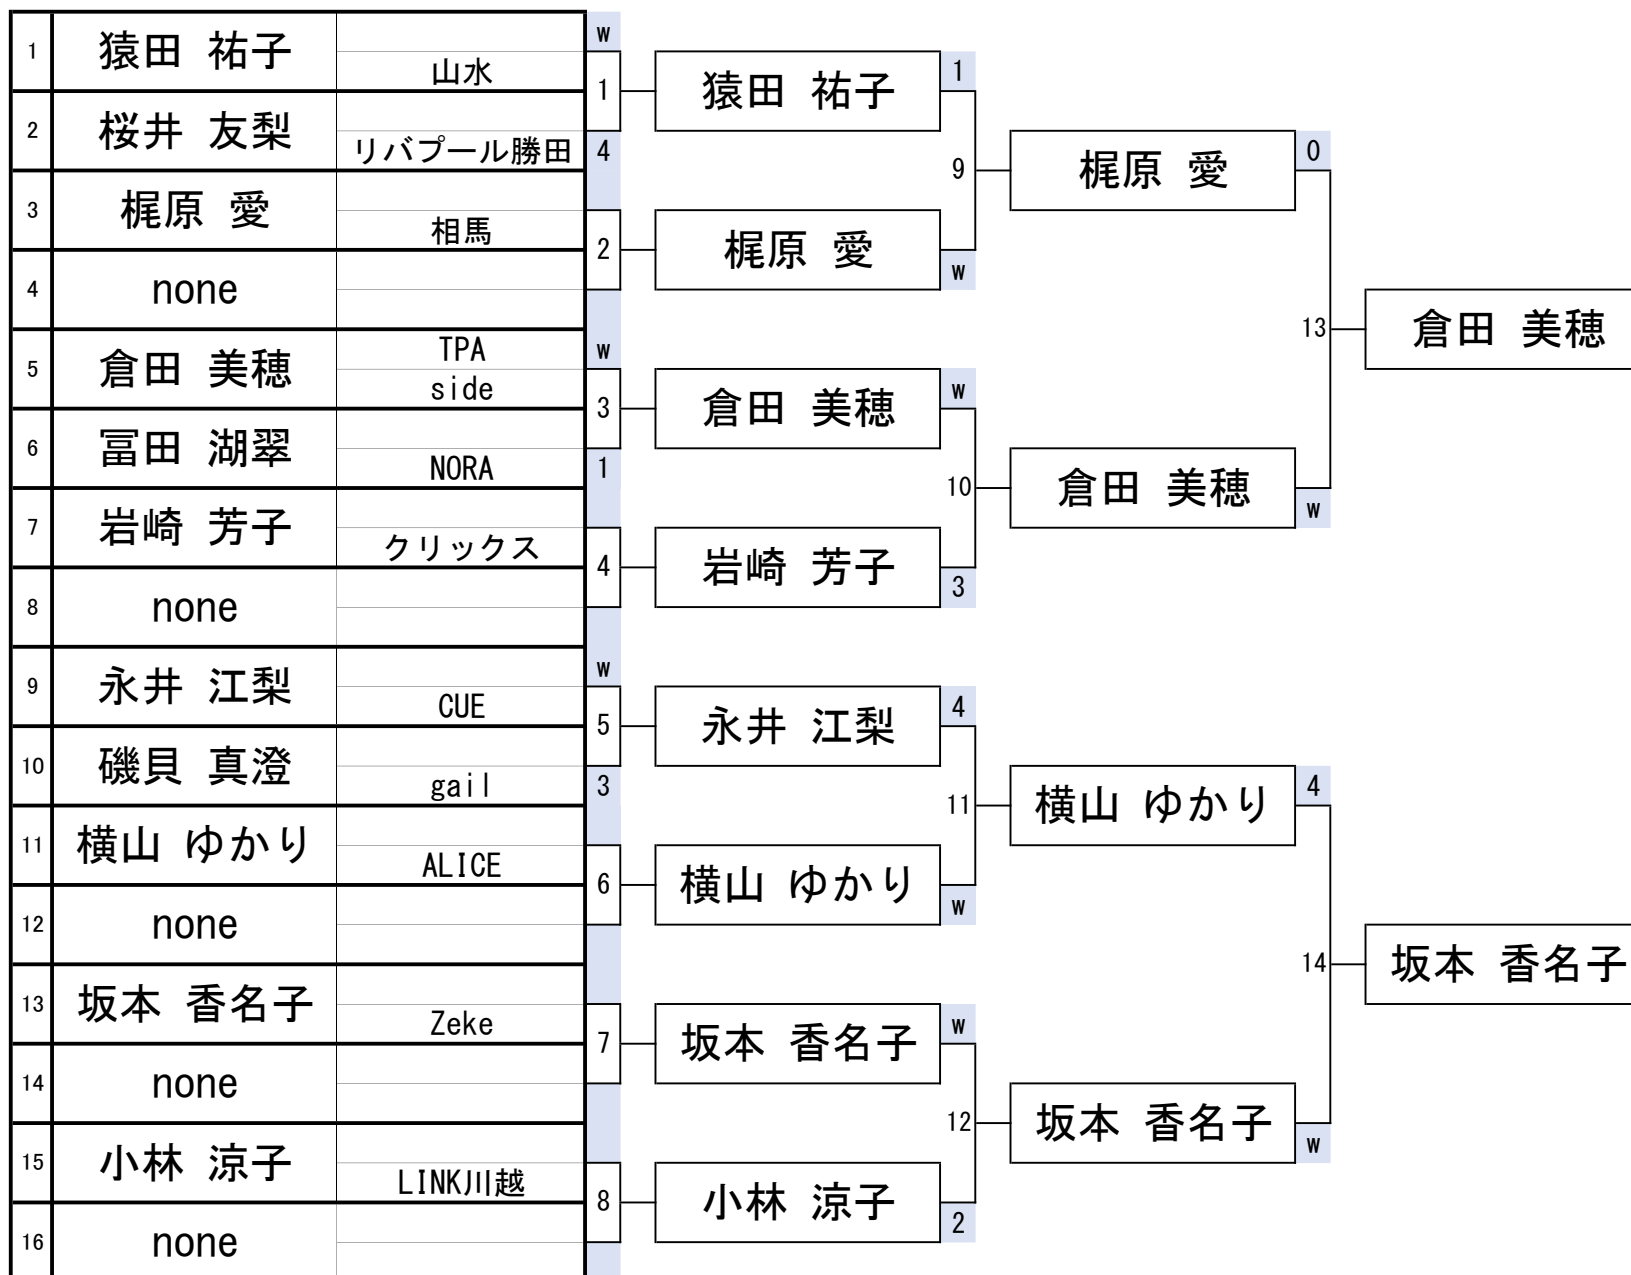 1 猿田 祐子 山水 w
1 猿田 祐子 1
2 桜井 友梨 リバプール勝田 4
9 梶原 愛 0
3 梶原 愛 相馬
2 梶原 愛 w
4 none
13 倉田 美穂
5 倉田 美穂 TPA side w
3 倉田 美穂 w
6 冨田 湖翠 NORA 1
10 倉田 美穂 w
7 岩崎 芳子 クリックス
4 岩崎 芳子 3
8 none
9 永井 江梨 CUE w
5 永井 江梨 4
10 磯貝 真澄 gail 3
11 横山 ゆかり 4
11 横山 ゆかり ALICE
6 横山 ゆかり w
12 none
14 坂本 香名子
13 坂本 香名子 Zeke
7 坂本 香名子 w
14 none
12 坂本 香名子 w
15 小林 涼子 LINK川越
8 小林 涼子 2
16 none